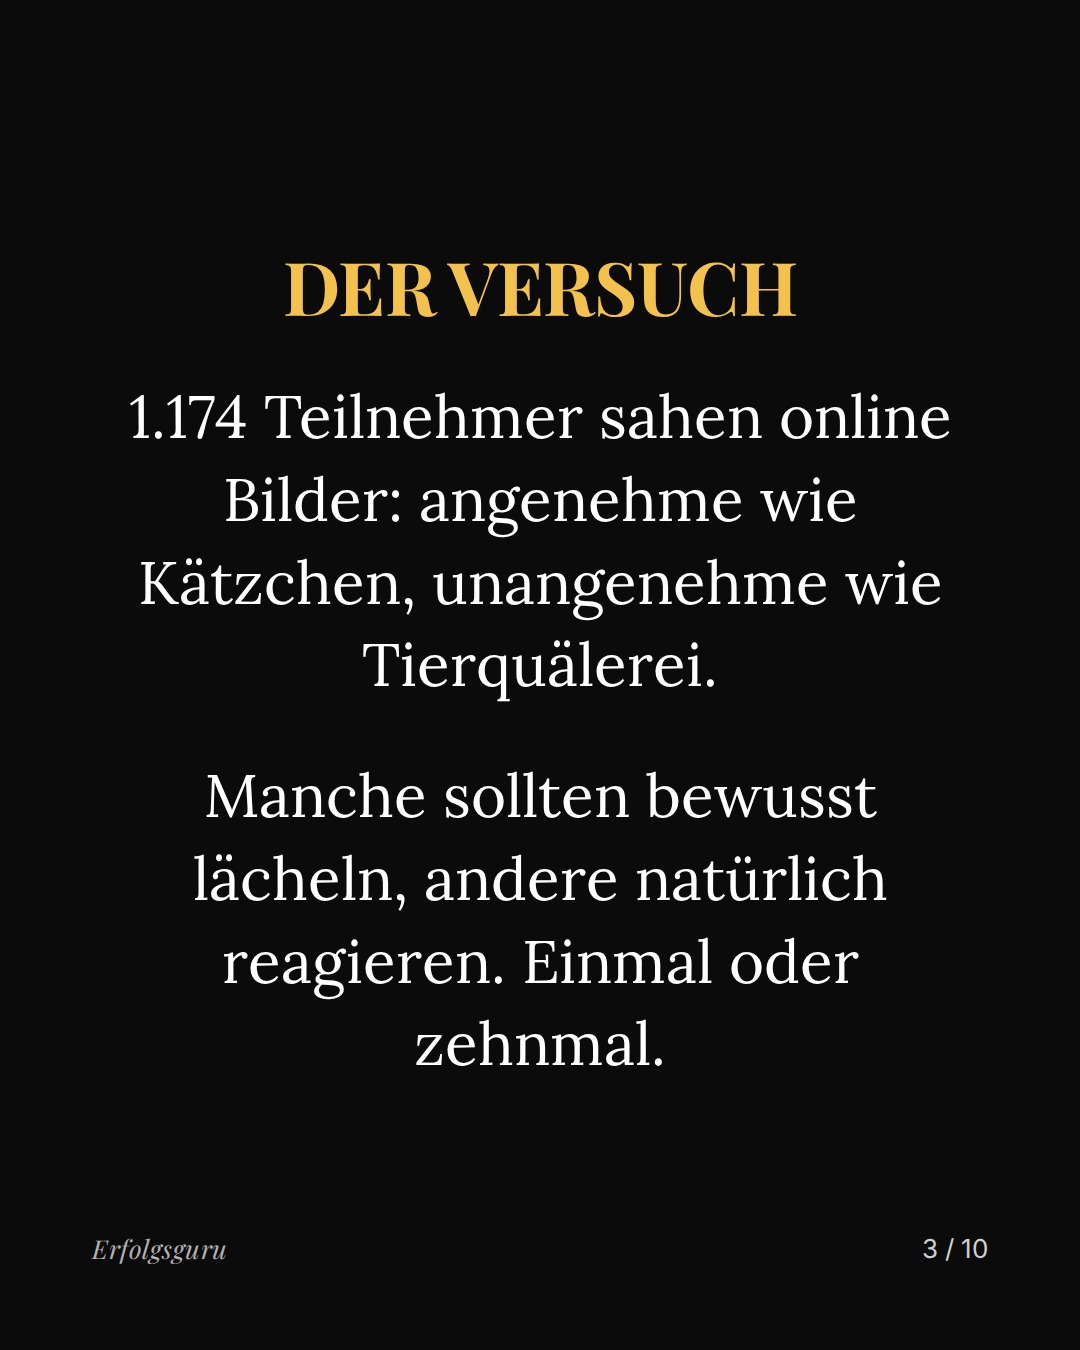 DER VERSUCH
1.174 Teilnehmer sahen online
Bilder: angenehme wie
Kätzchen, unangenehme wie
Tierquälerei.
Manche sollten bewusst
lächeln, andere natürlich
reagieren. Einmal oder
zehnmal.
Erfolgsguru
3 / 10